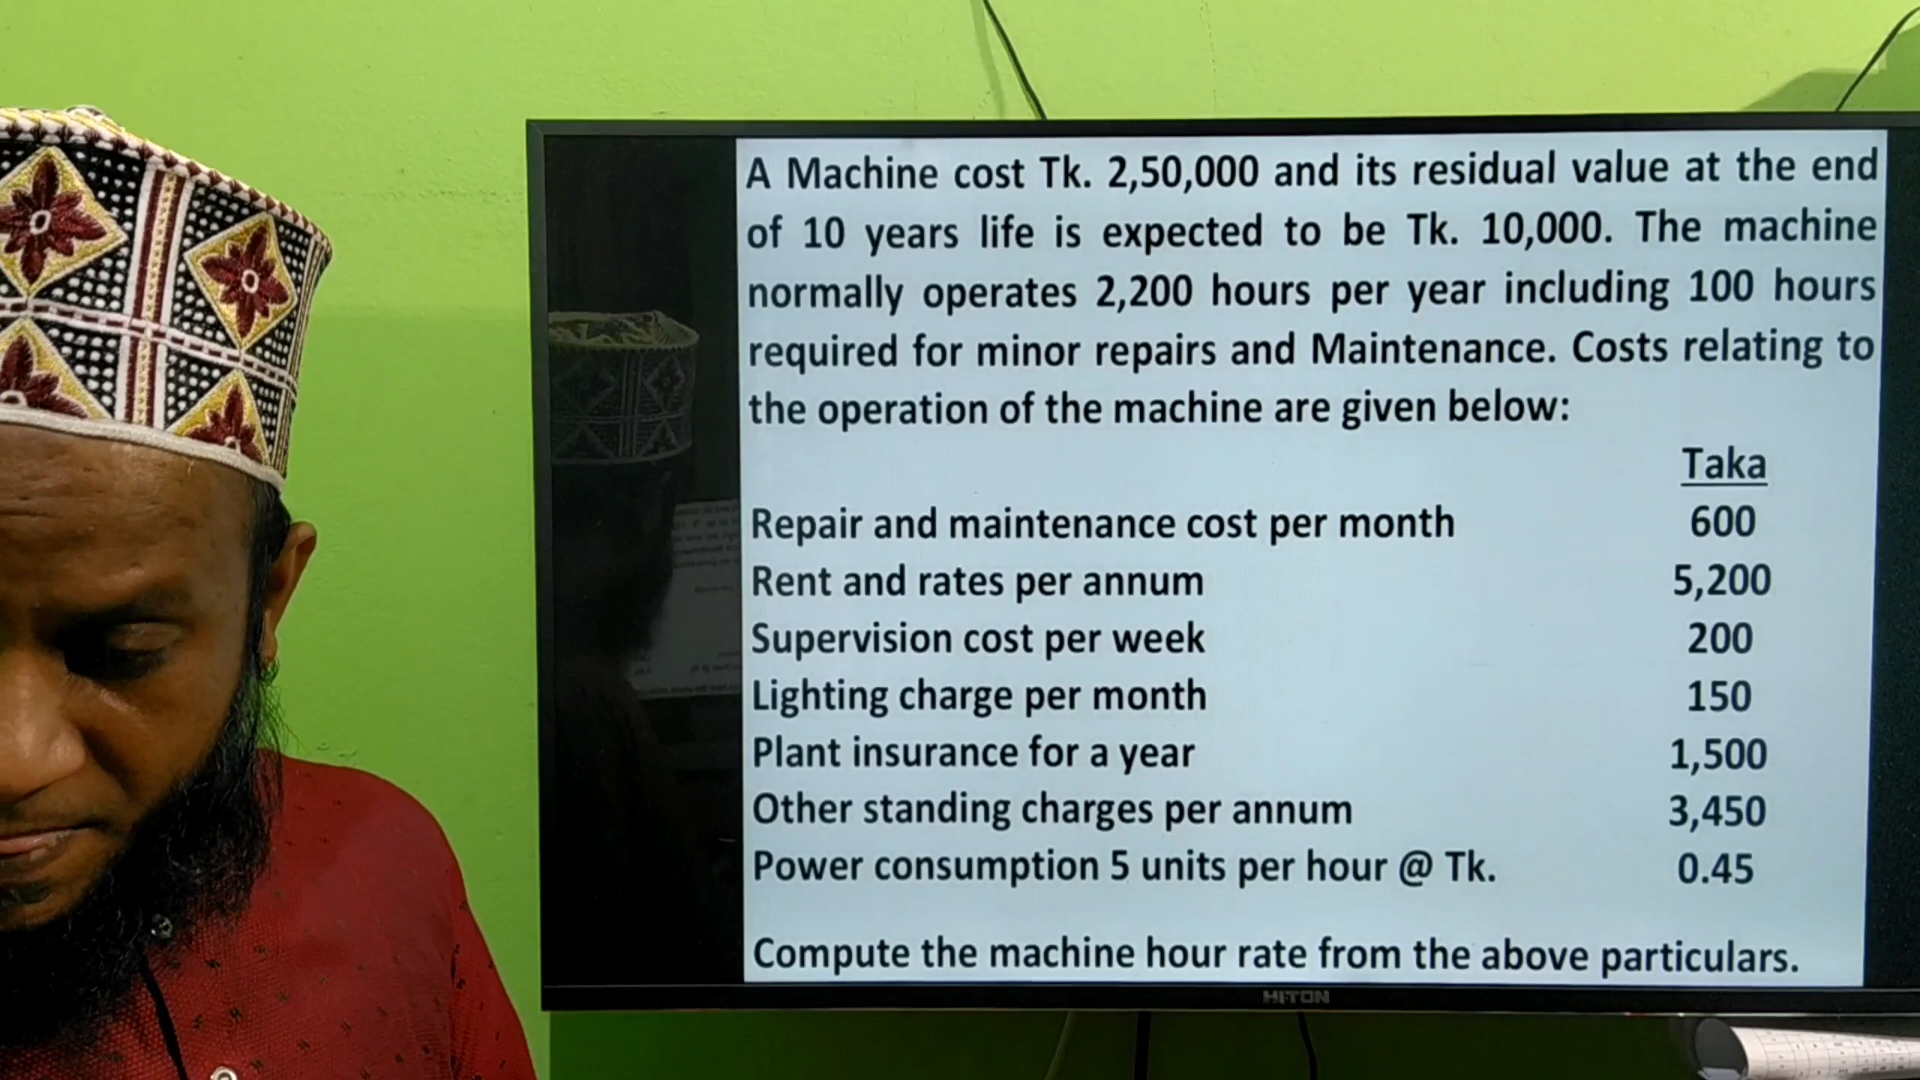 A Machine cost Tk. 2,50,000 and its residual value at the end
of 10 years life is expected to be Tk. 10,000. The machine
normally operates 2,200 hours per year including 100 hours
required for minor repairs and Maintenance. Costs relating to
the operation of the machine are given below:
Taka
Repair and maintenance cost per month 600
Rent and rates per annum 5,200
Supervision cost per week 200
Lighting charge per month 150
Plant insurance for a year 1,500
Other standing charges per annum 3,450
Power consumption 5 units per hour @ Tk. 0.45
Compute the machine hour rate from the above particulars.
HITON